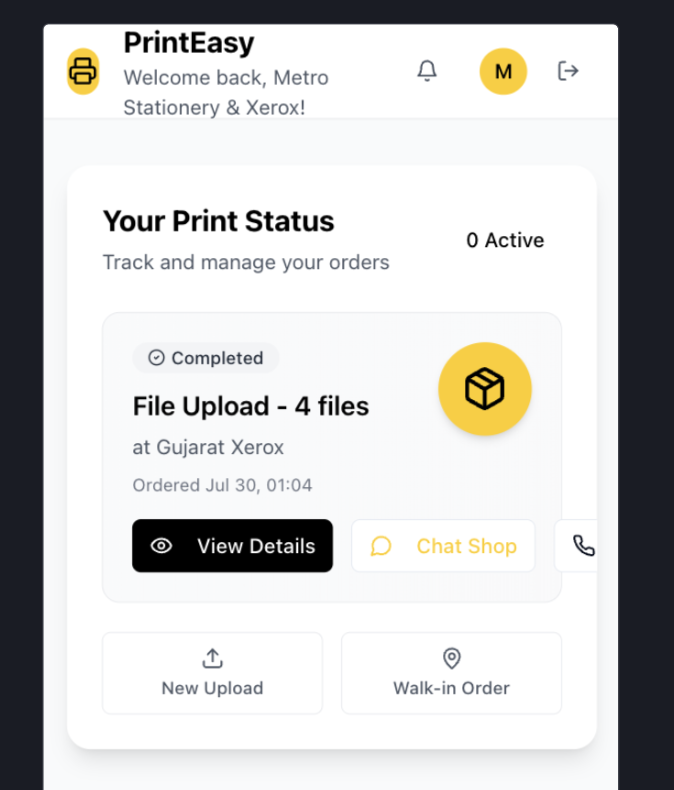 PrintEasy
Welcome back, Metro
Stationery & Xerox!
M
Your Print Status
Track and manage your orders
0 Active
Completed
File Upload - 4 files
at Gujarat Xerox
Ordered Jul 30, 01:04
View Details
Chat Shop
New Upload
Walk-in Order